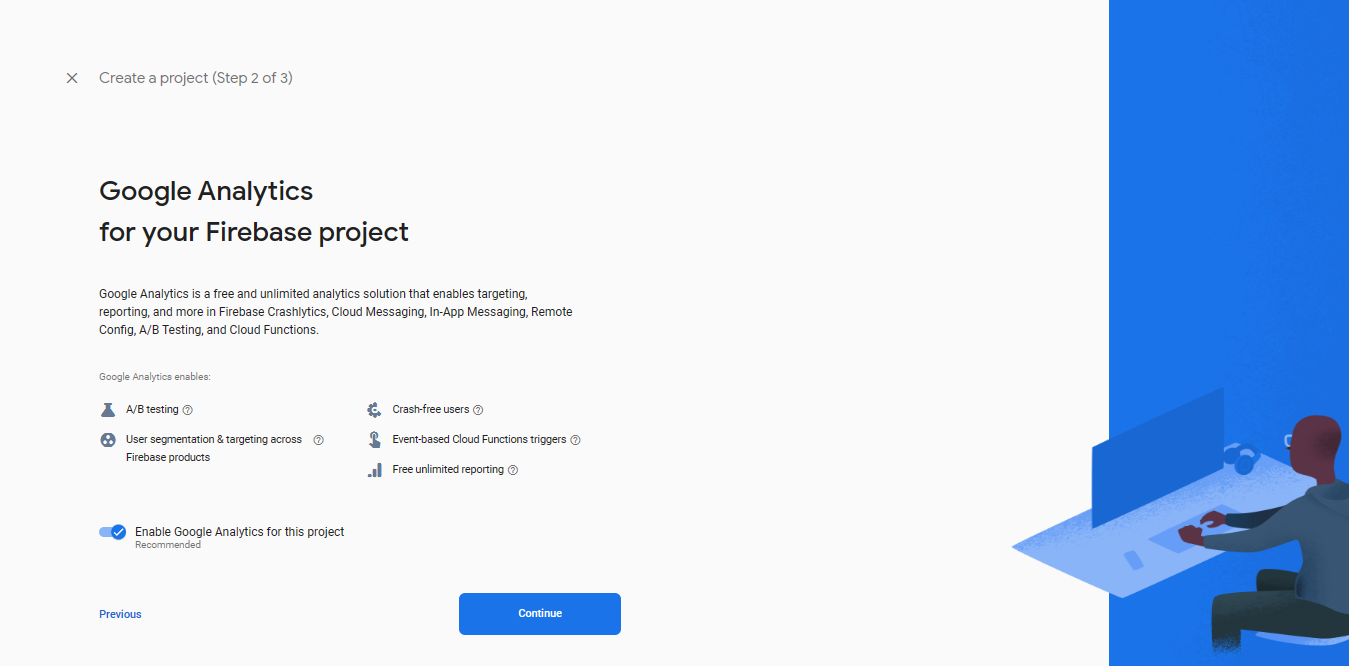 Create a project (Step 2 of 3)
Google Analytics
for your Firebase project
Google Analytics is a free and unlimited analytics solution that enables targeting,
reporting, and more in Firebase Crashlytics, Cloud Messaging, In-App Messaging, Remote
Config, A/B Testing, and Cloud Functions.
Google Analytics enables:
A/B testing
User segmentation & targeting across
Firebase products
Crash-free users
Event-based Cloud Functions triggers
Free unlimited reporting
Enable Google Analytics for this project
Recommended
Previous
Continue